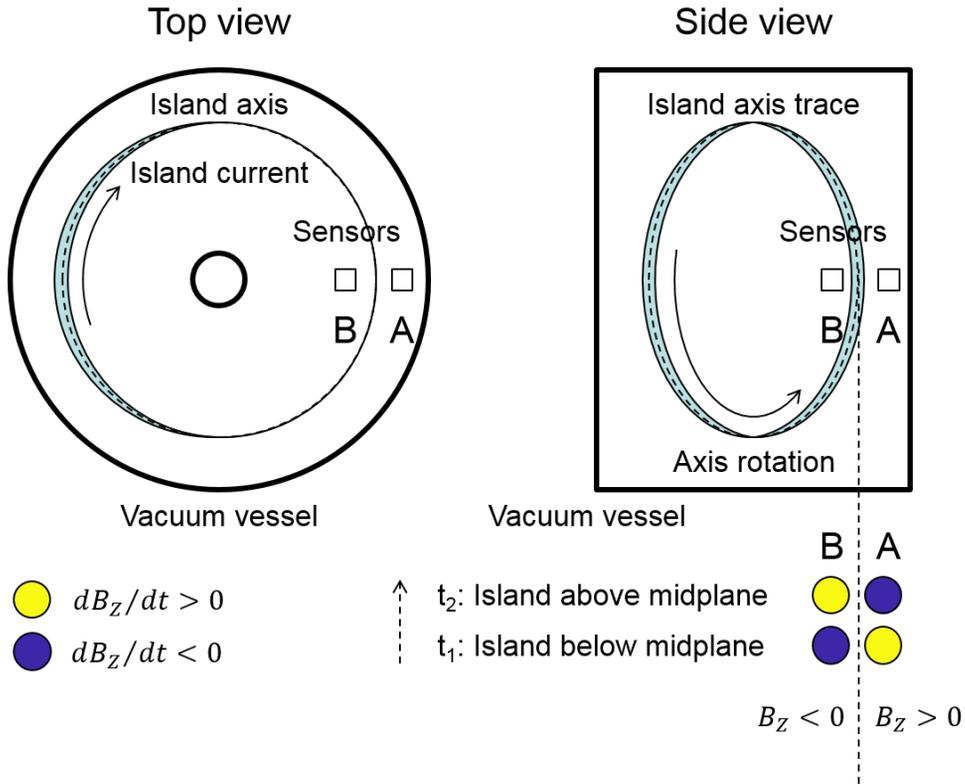 Top view
Side view
Island axis
Island current
Sensors
B A
Vacuum vessel
Island axis trace
Sensors
B A
Axis rotation
Vacuum vessel
B A
$dB_Z/dt > 0$
$dB_Z/dt < 0$
t₂: Island above midplane
t₁: Island below midplane
$B_Z < 0$ $B_Z > 0$